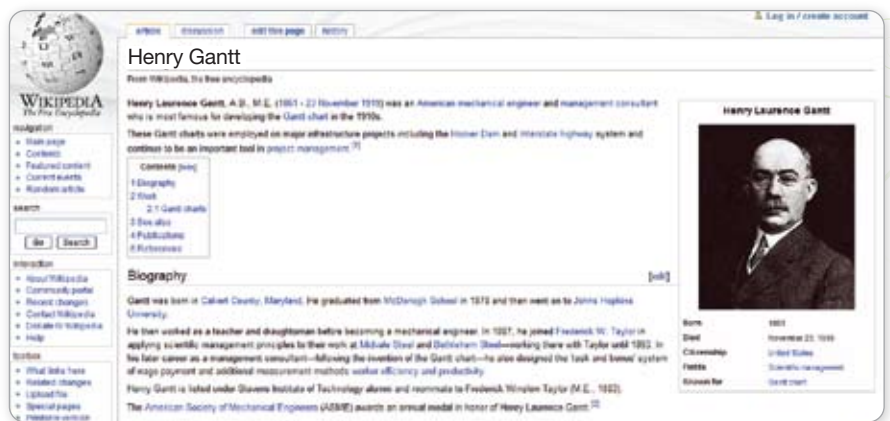 Log in / create account
article discussion edit this page history
Henry Gantt
From Wikipedia, the free encyclopedia
WIKIPEDIA
The Free Encyclopedia
navigation
Main page
Contents
Featured content
Current events
Random article
search
Go Search
interaction
About Wikipedia
Community portal
Recent changes
Contact Wikipedia
Donate to Wikipedia
Help
toolbox
What links here
Related changes
Upload file
Special pages
Printable version
Henry Laurence Gantt, A.B., M.E. (1861 - 23 November 1919) was an American mechanical engineer and management consultant
who is most famous for developing the Gantt chart in the 1910s.
These Gantt charts were employed on major infrastructure projects including the Hoover Dam and Interstate highway system and
continue to be an important tool in project management.
Contents [hide]
1 Biography
2 Work
2.1 Gantt charts
3 See also
4 Publications
5 References
Biography
[edit]
Gantt was born in Calvert County, Maryland. He graduated from McDonogh School in 1878 and then went on to Johns Hopkins
University.
He then worked as a teacher and draughtsman before becoming a mechanical engineer. In 1887, he joined Frederick W. Taylor in
applying scientific management principles to their work at Midvale Steel and Bethlehem Steel—working there with Taylor until 1893. In
his later career as a management consultant—following the invention of the Gantt chart—he also designed the 'task and bonus' system
of wage payment and additional measurement methods worker efficiency and productivity.
Henry Gantt is listed under Stevens Institute of Technology alumni and roommate to Frederick Winslow Taylor (M.E., 1883).
The American Society of Mechanical Engineers (ASME) awards an annual medal in honor of Henry Laurence Gantt.
Henry Laurence Gantt
Born 1861
Died November 23, 1919
Citizenship United States
Fields Scientific management
Known for Gantt chart